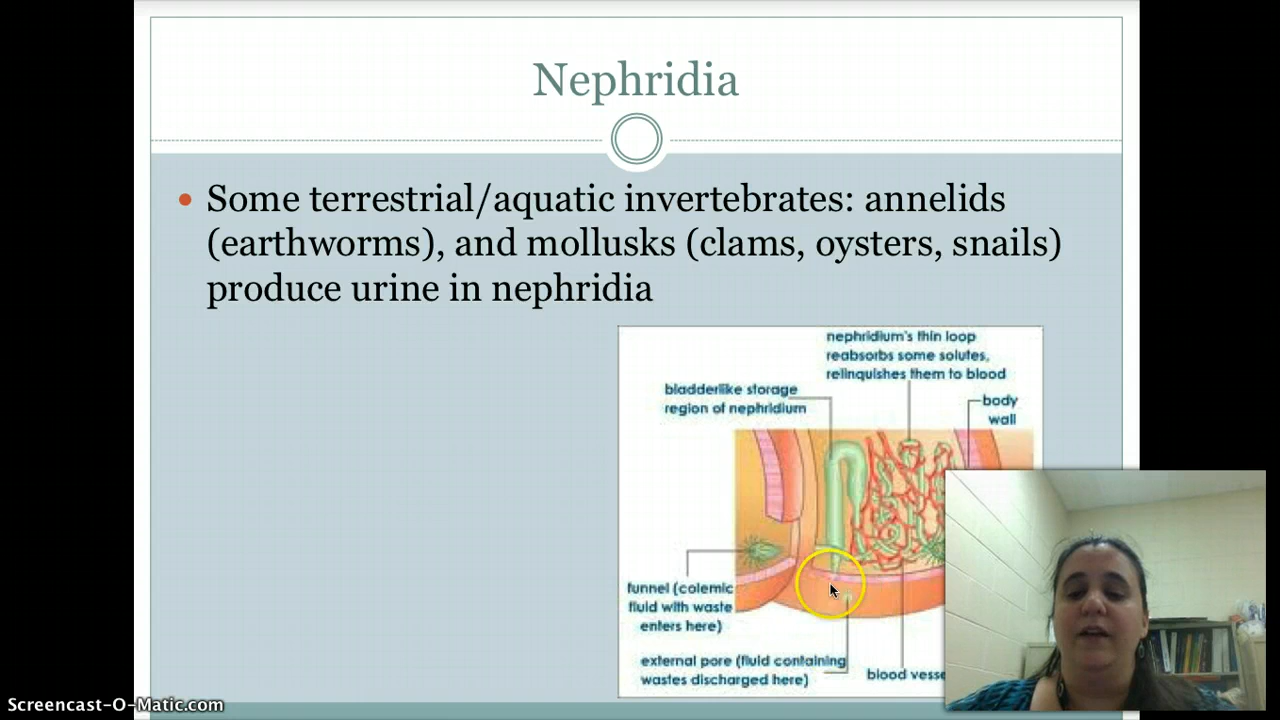 Nephridia
• Some terrestrial/aquatic invertebrates: annelids
(earthworms), and mollusks (clams, oysters, snails)
produce urine in nephridia
nephridium's thin loop
reabsorbs some solutes,
relinquishes them to blood
bladderlike storage
region of nephridium
body
wall
funnel (colemic
fluid with waste
enters here)
external pore (fluid containing
wastes discharged here)
blood vesse
Screencast-O-Matic.com